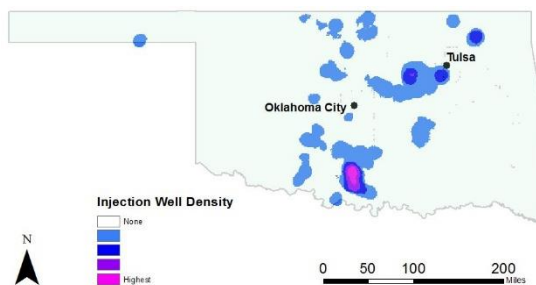 Tulsa
Oklahoma City
Injection Well Density
None
Highest
N
0 50 100 200
Miles